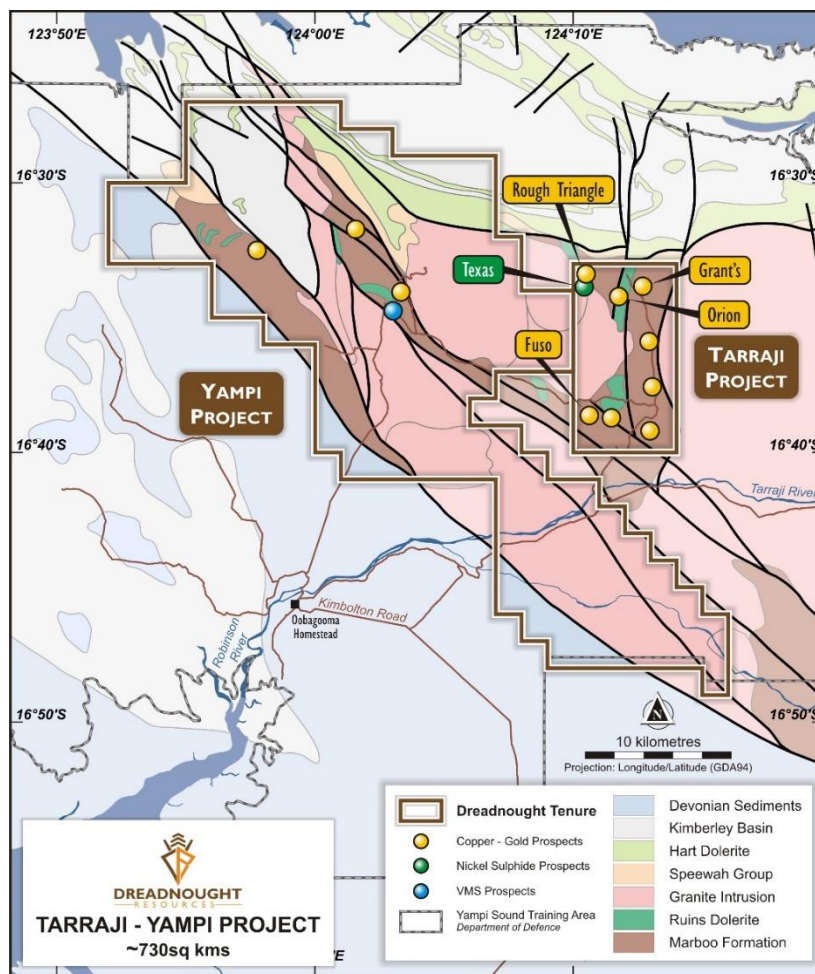 123°50'E
124°00'E
124°10'E
16°30'S
16°30'S
Rough Triangle
Texas
Grant's
Orion
Fuso
TARRAJI
PROJECT
YAMPI
PROJECT
16°40'S
16°40'S
Tarraji River
Kimbolton Road
Oobagooma
Homestead
Robinson
River
16°50'S
16°50'S
N
10 kilometres
Projection: Longitude/Latitude (GDA94)
Dreadnought Tenure
Copper - Gold Prospects
Nickel Sulphide Prospects
VMS Prospects
Yampi Sound Training Area
Department of Defence
Devonian Sediments
Kimberley Basin
Hart Dolerite
Speewah Group
Granite Intrusion
Ruins Dolerite
Marboo Formation
DREADNOUGHT
RESOURCES
TARRAJI - YAMPI PROJECT
~730sq kms